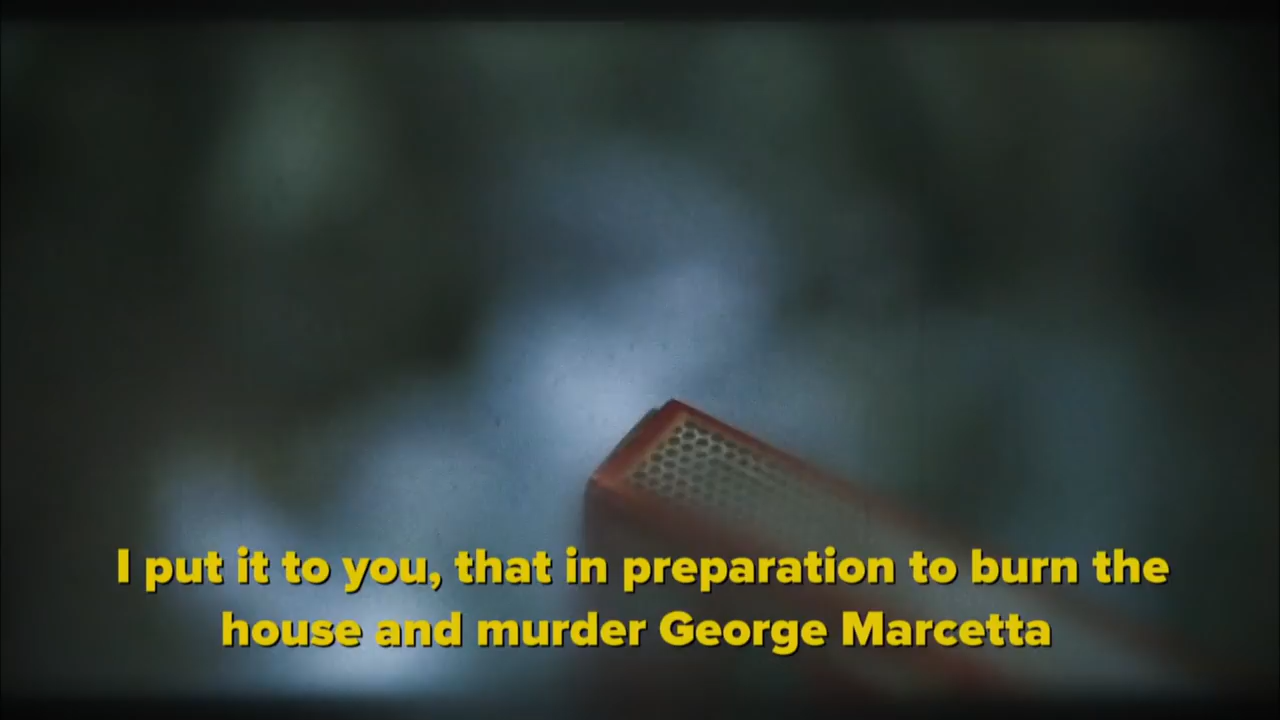 I put it to you, that in preparation to burn the
house and murder George Marcetta